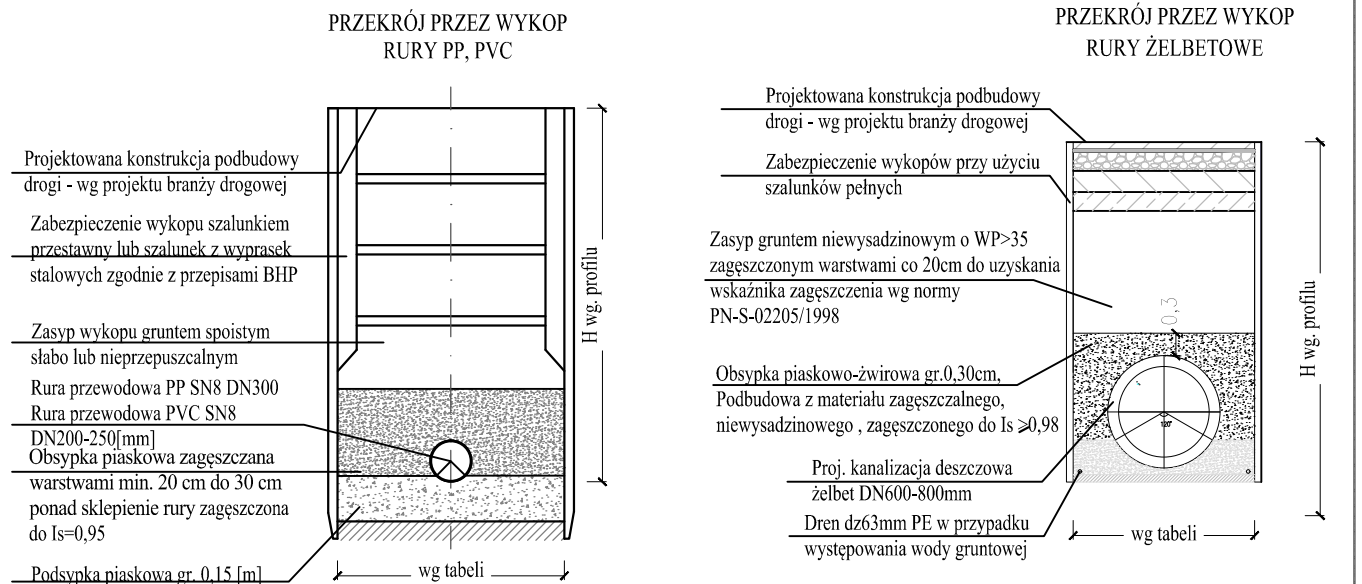 PRZEKRÓJ PRZEZ WYKOP
RURY PP, PVC
Projektowana konstrukcja podbudowy
drogi - wg projektu branży drogowej
Zabezpieczenie wykopu szalunkiem
przestawny lub szalunek z wyprasek
stalowych zgodnie z przepisami BHP
Zasyp wykopu gruntem spoistym
słabo lub nieprzepuszcalnym
Rura przewodowa PP SN8 DN300
Rura przewodowa PVC SN8
DN200-250[mm]
Obsypka piaskowa zagęszczana
warstwami min. 20 cm do 30 cm
ponad sklepienie rury zagęszczona
do Is=0,95
Podsypka piaskowa gr. 0,15 [m]
H wg. profilu
wg tabeli
PRZEKRÓJ PRZEZ WYKOP
RURY ŻELBETOWE
Projektowana konstrukcja podbudowy
drogi - wg projektu branży drogowej
Zabezpieczenie wykopów przy użyciu
szalunków pełnych
Zasyp gruntem niewysadzinowym o WP>35
zagęszczonym warstwami co 20cm do uzyskania
wskaźnika zagęszczenia wg normy
PN-S-02205/1998
Obsypka piaskowo-żwirowa gr.0,30cm,
Podbudowa z materiału zagęszczalnego,
niewysadzinowego , zagęszczonego do Is ≥0,98
Proj. kanalizacja deszczowa
żelbet DN600-800mm
Dren dz63mm PE w przypadku
występowania wody gruntowej
0,3
120°
H wg. profilu
wg tabeli